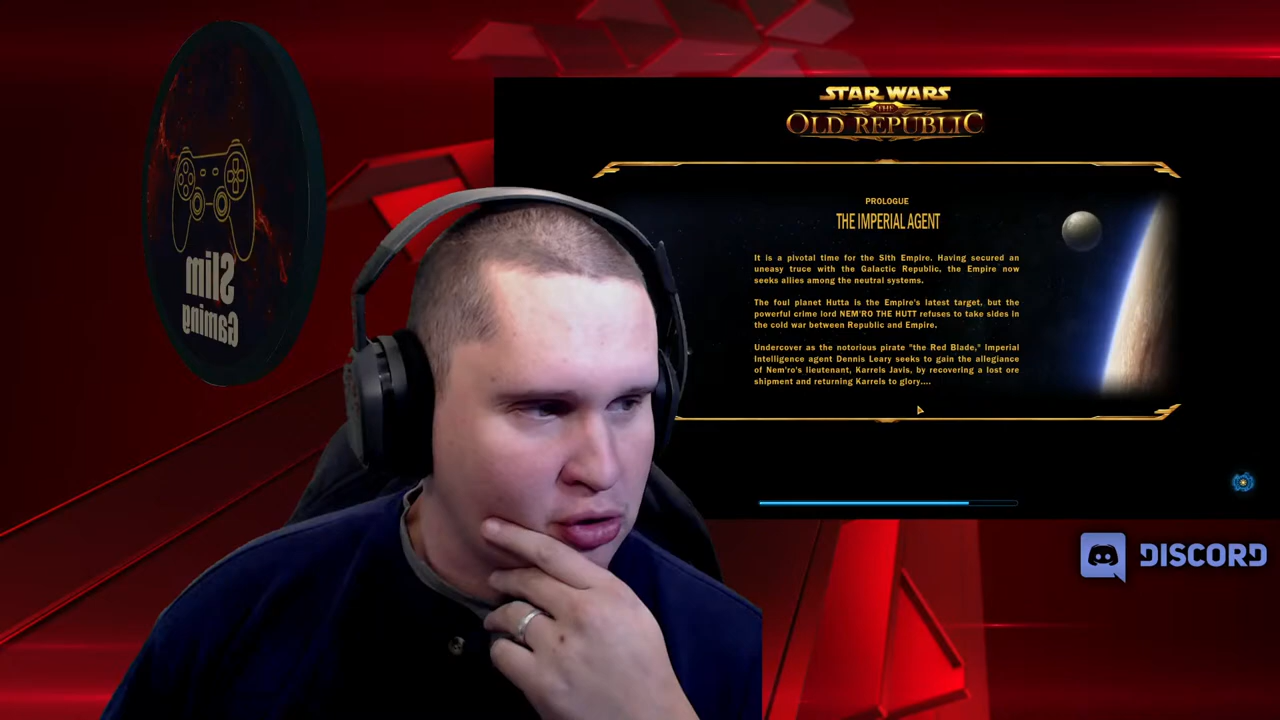 Slim
Gaming
STAR WARS
THE
OLD REPUBLIC
PROLOGUE
THE IMPERIAL AGENT
It is a pivotal time for the Sith Empire. Having secured an
uneasy truce with the Galactic Republic, the Empire now
seeks allies among the neutral systems.
The foul planet Hutta is the Empire's latest target, but the
powerful crime lord NEM'RO THE HUTT refuses to take sides in
the cold war between Republic and Empire.
Undercover as the notorious pirate "the Red Blade," Imperial
Intelligence agent Dennis Leary seeks to gain the allegiance
of Nem'ro's lieutenant, Karrels Javis, by recovering a lost ore
shipment and returning Karrels to glory....
DISCORD